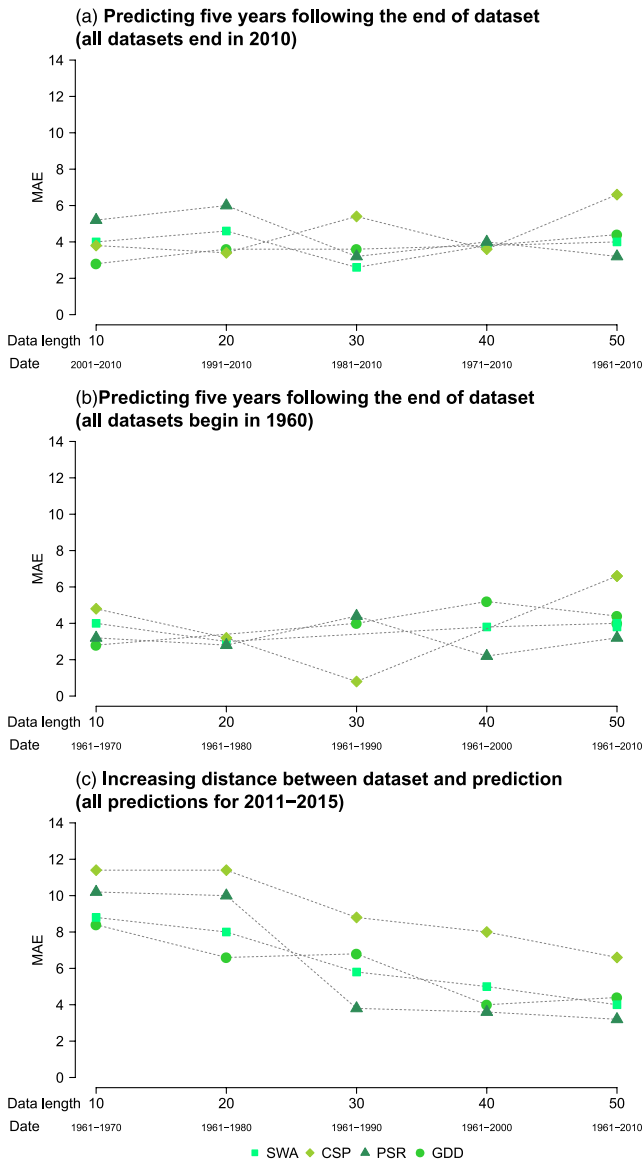 (a) Predicting five years following the end of dataset
(all datasets end in 2010)
14
12
10
8
6
4
2
0
MAE
Data length 10 20 30 40 50
Date 2001−2010 1991−2010 1981−2010 1971−2010 1961−2010
(b)Predicting five years following the end of dataset
(all datasets begin in 1960)
14
12
10
8
6
4
2
0
MAE
Data length 10 20 30 40 50
Date 1961−1970 1961−1980 1961−1990 1961−2000 1961−2010
(c) Increasing distance between dataset and prediction
(all predictions for 2011−2015)
14
12
10
8
6
4
2
0
MAE
Data length 10 20 30 40 50
Date 1961−1970 1961−1980 1961−1990 1961−2000 1961−2010
SWA CSP PSR GDD